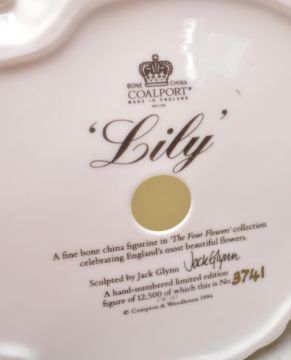 BONE CHINA
COALPORT®
MADE IN ENGLAND
'Lily'
A fine bone china figurine in 'The Four Flowers' collection
celebrating England's most beautiful flowers.
Sculpted by Jack Glynn Jack Glynn
A hand-numbered limited edition
figure of 12,500 of which this is No 3741
© Compton & Woodhouse 1994